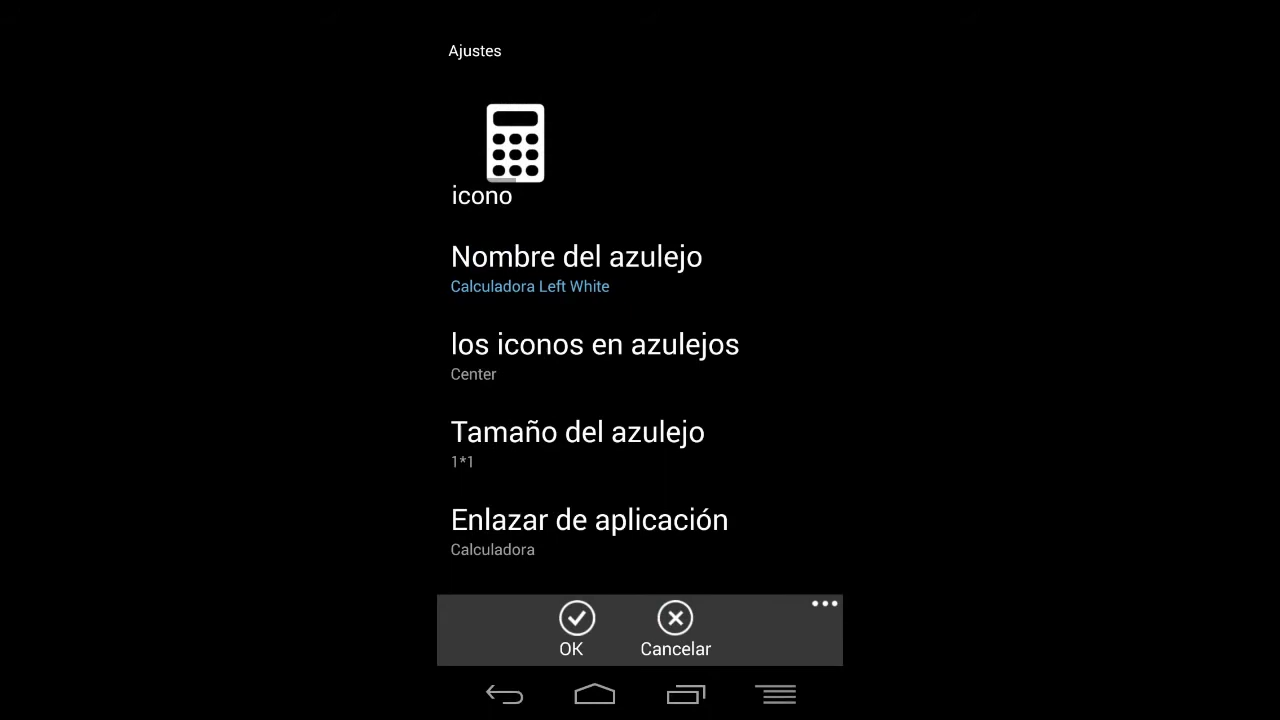 Ajustes
icono
Nombre del azulejo
Calculadora Left White
los iconos en azulejos
Center
Tamaño del azulejo
1*1
Enlazar de aplicación
Calculadora
OK
Cancelar